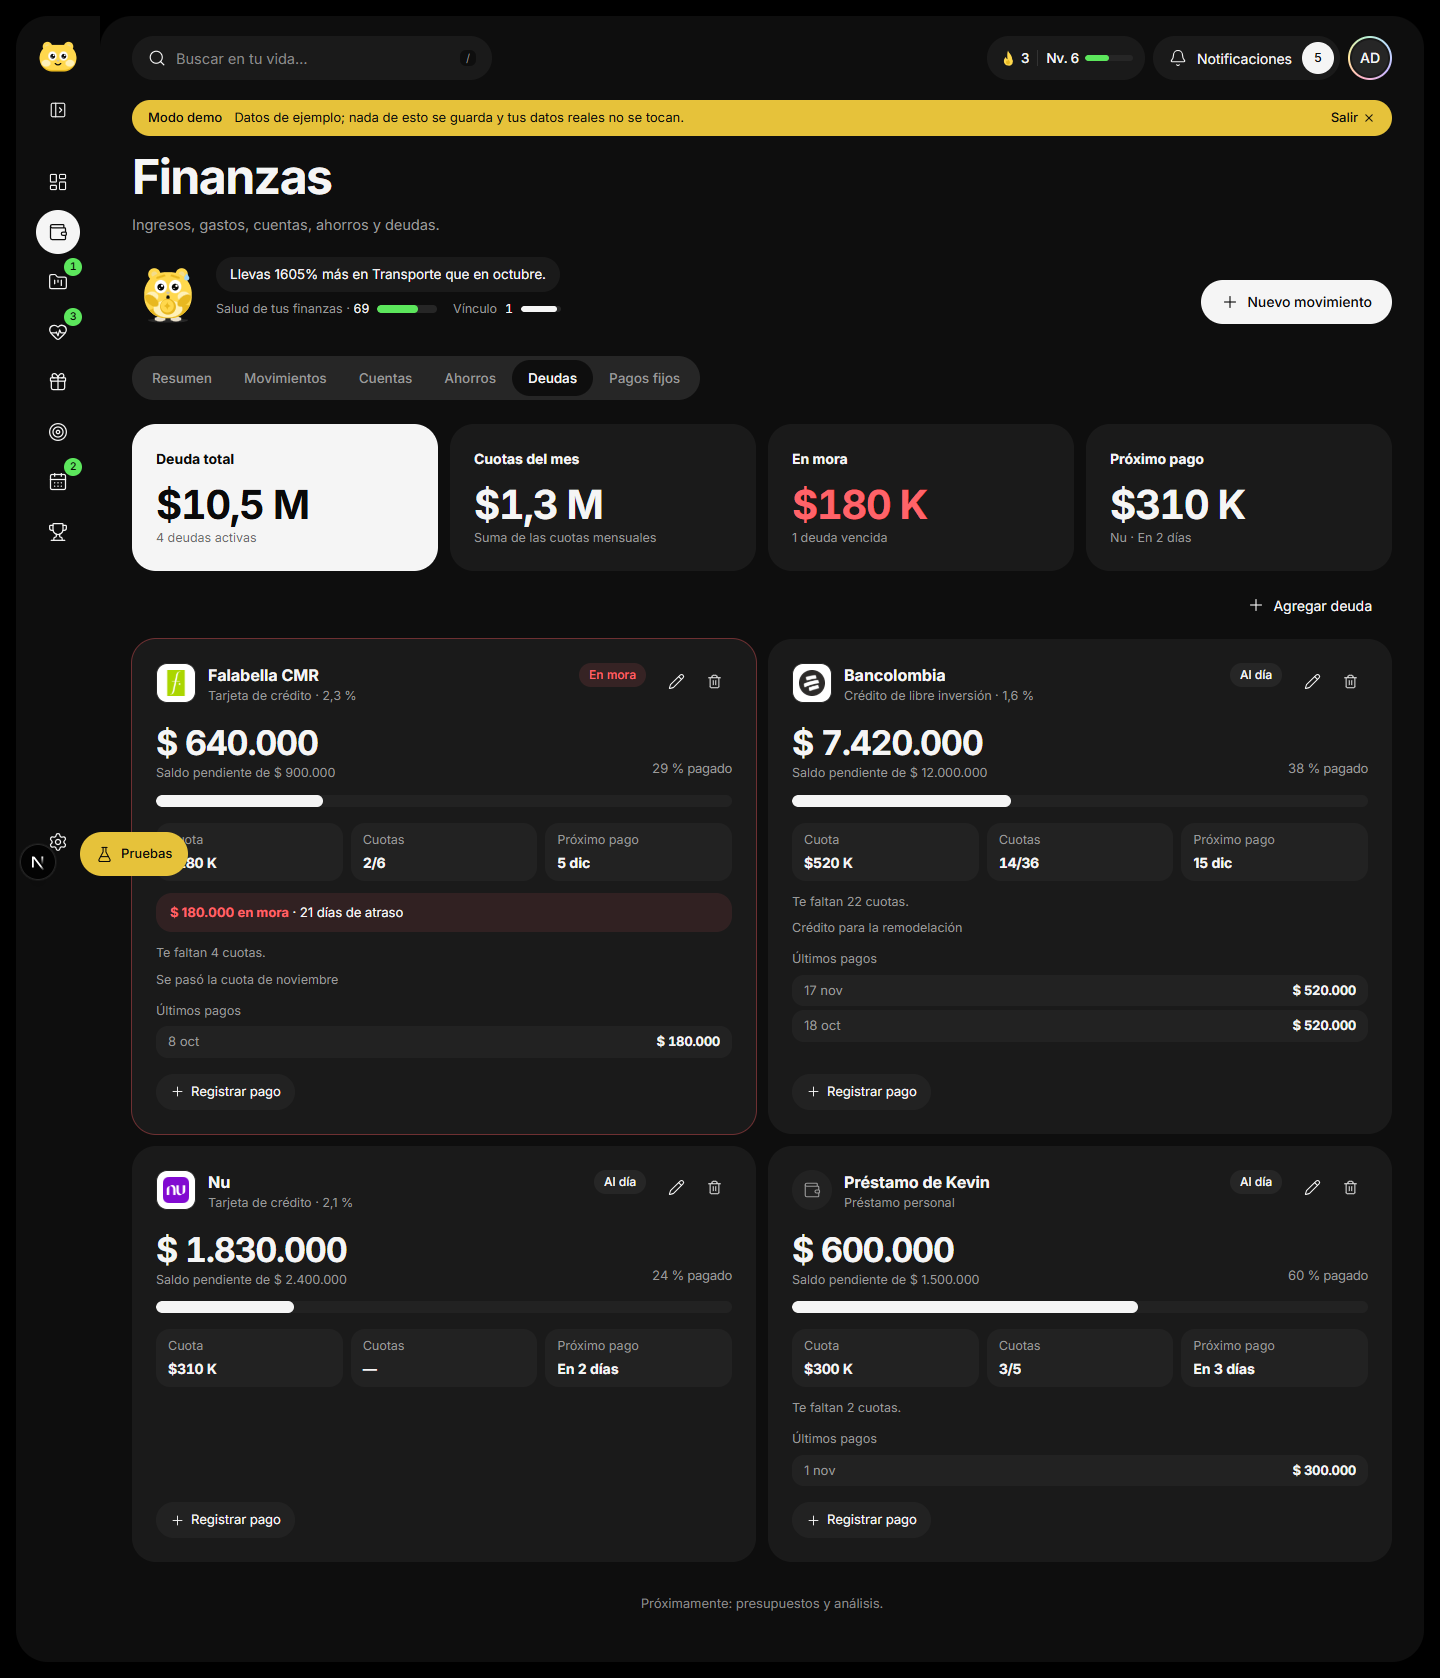 Buscar en tu vida...
/
3
Nv. 6
Notificaciones
5
AD
Modo demo Datos de ejemplo; nada de esto se guarda y tus datos reales no se tocan.
Salir
Finanzas
Ingresos, gastos, cuentas, ahorros y deudas.
1
3
2
Llevas 1605% más en Transporte que en octubre.
Salud de tus finanzas · 69
Vínculo 1
Nuevo movimiento
Resumen
Movimientos
Cuentas
Ahorros
Deudas
Pagos fijos
Deuda total
$10,5 M
4 deudas activas
Cuotas del mes
$1,3 M
Suma de las cuotas mensuales
En mora
$180 K
1 deuda vencida
Próximo pago
$310 K
Nu · En 2 días
Agregar deuda
Falabella CMR
Tarjeta de crédito · 2,3 %
En mora
$ 640.000
Saldo pendiente de $ 900.000
29 % pagado
Cuotas
2/6
Próximo pago
5 dic
$ 180.000 en mora · 21 días de atraso
Te faltan 4 cuotas.
Se pasó la cuota de noviembre
Últimos pagos
8 oct
$ 180.000
Registrar pago
N
Pruebas
Bancolombia
Crédito de libre inversión · 1,6 %
Al día
$ 7.420.000
Saldo pendiente de $ 12.000.000
38 % pagado
Cuota
$520 K
Cuotas
14/36
Próximo pago
15 dic
Te faltan 22 cuotas.
Crédito para la remodelación
Últimos pagos
17 nov
$ 520.000
18 oct
$ 520.000
Registrar pago
nu
Nu
Tarjeta de crédito · 2,1 %
Al día
$ 1.830.000
Saldo pendiente de $ 2.400.000
24 % pagado
Cuota
$310 K
Cuotas
—
Próximo pago
En 2 días
Registrar pago
Préstamo de Kevin
Préstamo personal
Al día
$ 600.000
Saldo pendiente de $ 1.500.000
60 % pagado
Cuota
$300 K
Cuotas
3/5
Próximo pago
En 3 días
Te faltan 2 cuotas.
Últimos pagos
1 nov
$ 300.000
Registrar pago
Próximamente: presupuestos y análisis.